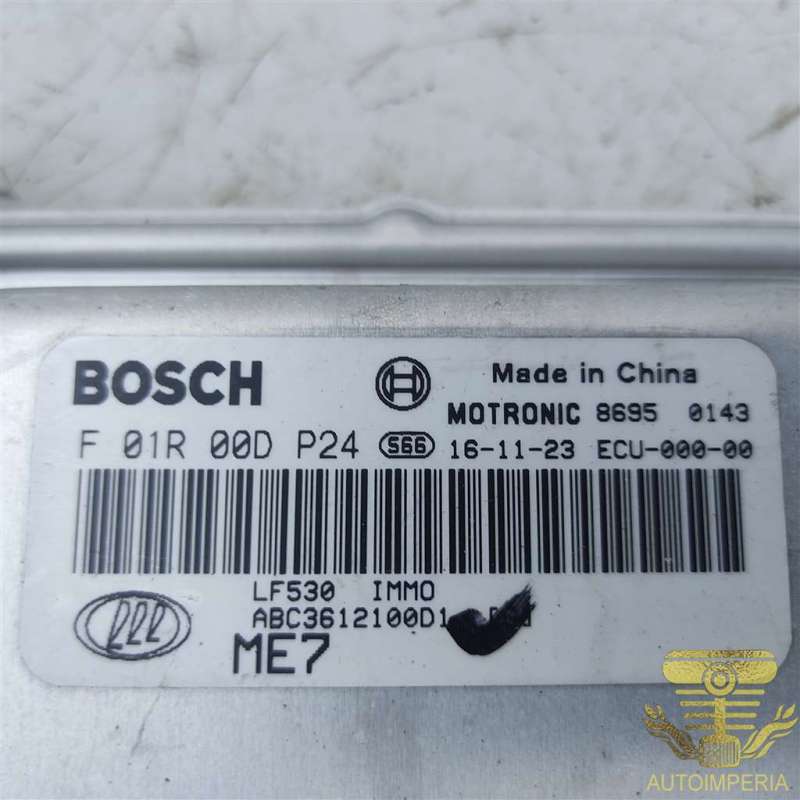 BOSCH Made in China
MOTRONIC 8695 0143
F 01R 00D P24 S66 16-11-23 ECU-000-00
LF530 IMMO
ABC3612100D1
ME7
AUTOIMPERIA